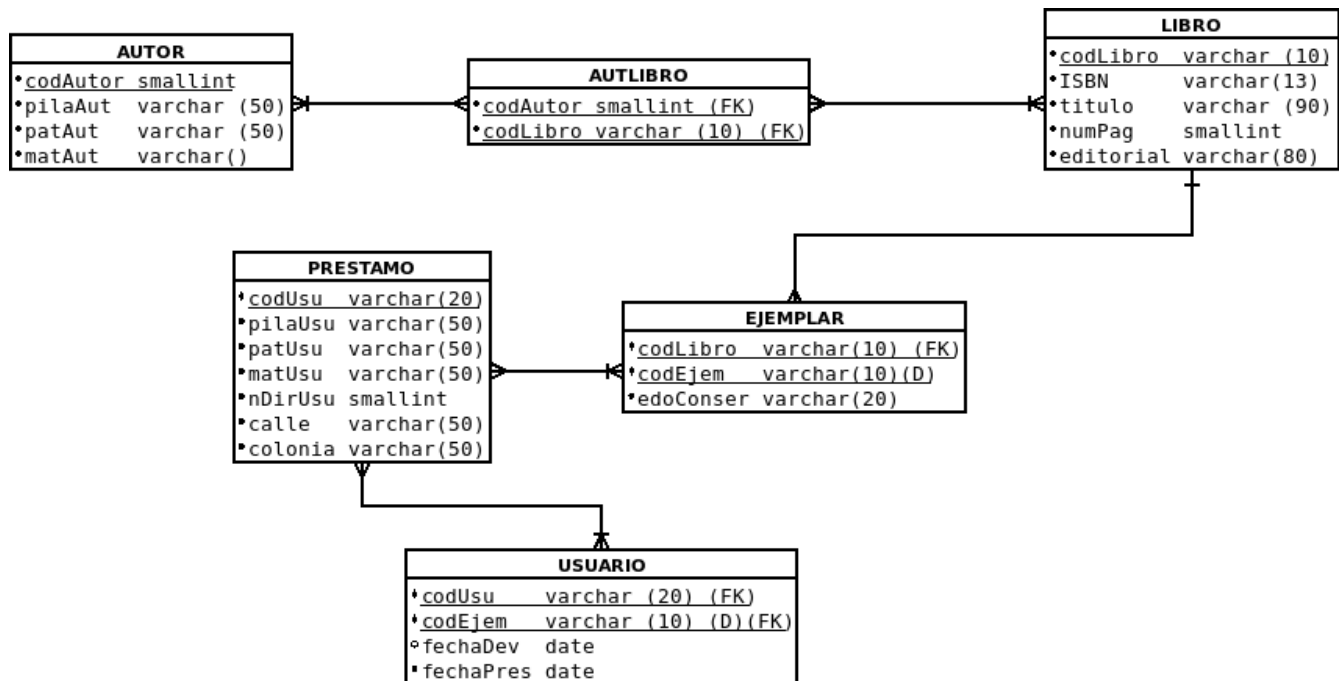 AUTOR
codAutor smallint
pilaAut varchar (50)
patAut varchar (50)
matAut varchar()
AUTLIBRO
codAutor smallint (FK)
codLibro varchar (10) (FK)
LIBRO
codLibro varchar (10)
ISBN varchar(13)
titulo varchar (90)
numPag smallint
editorial varchar(80)
PRESTAMO
codUsu varchar(20)
pilaUsu varchar(50)
patUsu varchar(50)
matUsu varchar(50)
nDirUsu smallint
calle varchar(50)
colonia varchar(50)
EJEMPLAR
codLibro varchar(10) (FK)
codEjem varchar(10)(D)
edoConser varchar(20)
USUARIO
codUsu varchar (20) (FK)
codEjem varchar (10) (D)(FK)
fechaDev date
fechaPres date